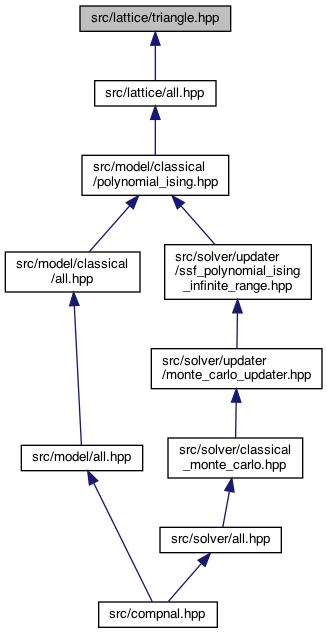 src/lattice/triangle.hpp
src/lattice/all.hpp
src/model/classical
/polynomial_ising.hpp
src/model/classical
/all.hpp
src/solver/updater
/ssf_polynomial_ising
_infinite_range.hpp
src/solver/updater
/monte_carlo_updater.hpp
src/model/all.hpp
src/solver/classical
_monte_carlo.hpp
src/solver/all.hpp
src/compnal.hpp